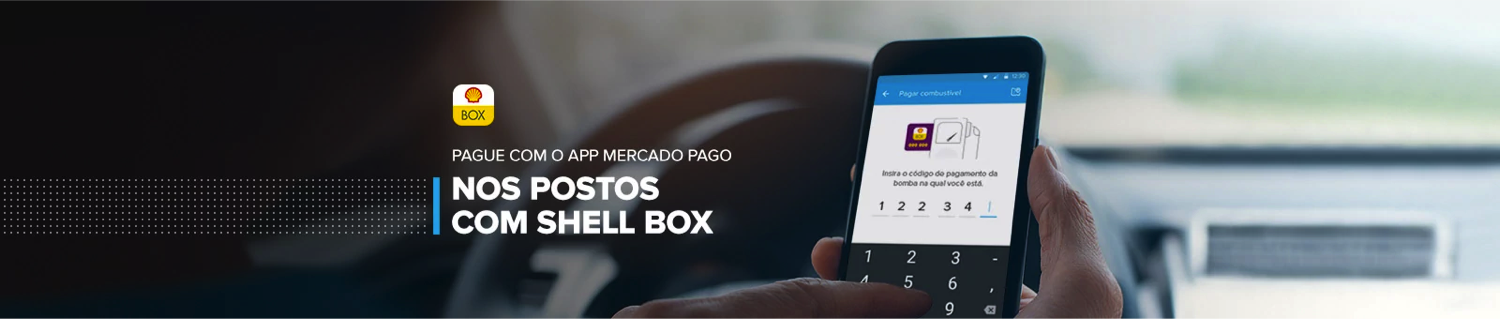 BOX
PAGUE COM O APP MERCADO PAGO
NOS POSTOS
COM SHELL BOX
12:30
Pagar combustível
BOX
Insira o código de pagamento da
bomba na qual você está.
1 2 2 3 4
1 2 3 -
4 5 6 ,
9